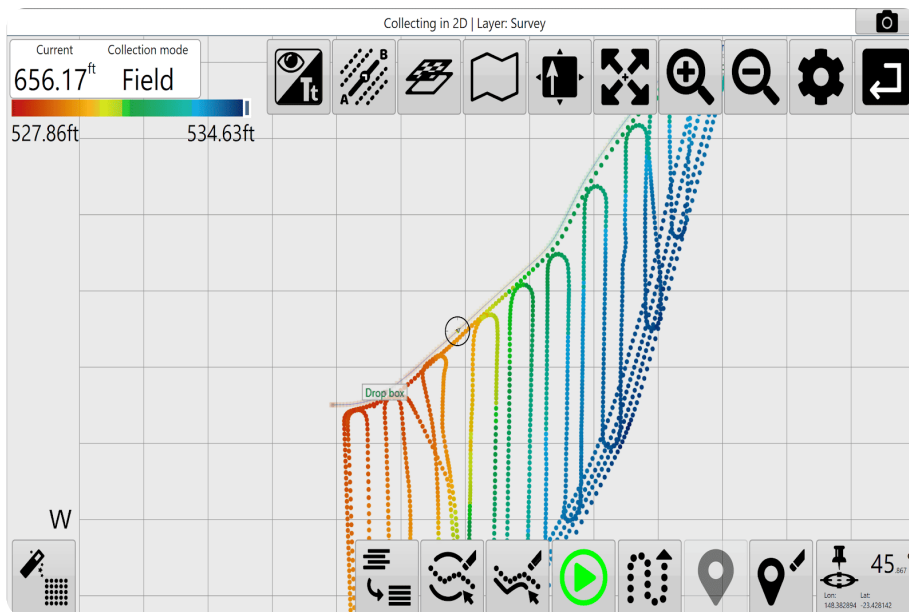 Collecting in 2D | Layer: Survey
Current
Collection mode
656.17ft
Field
527.86ft
534.63ft
Tt
A
B
Drop box
W
45.867°
Lon:
Lat:
148.382894
-23.428142